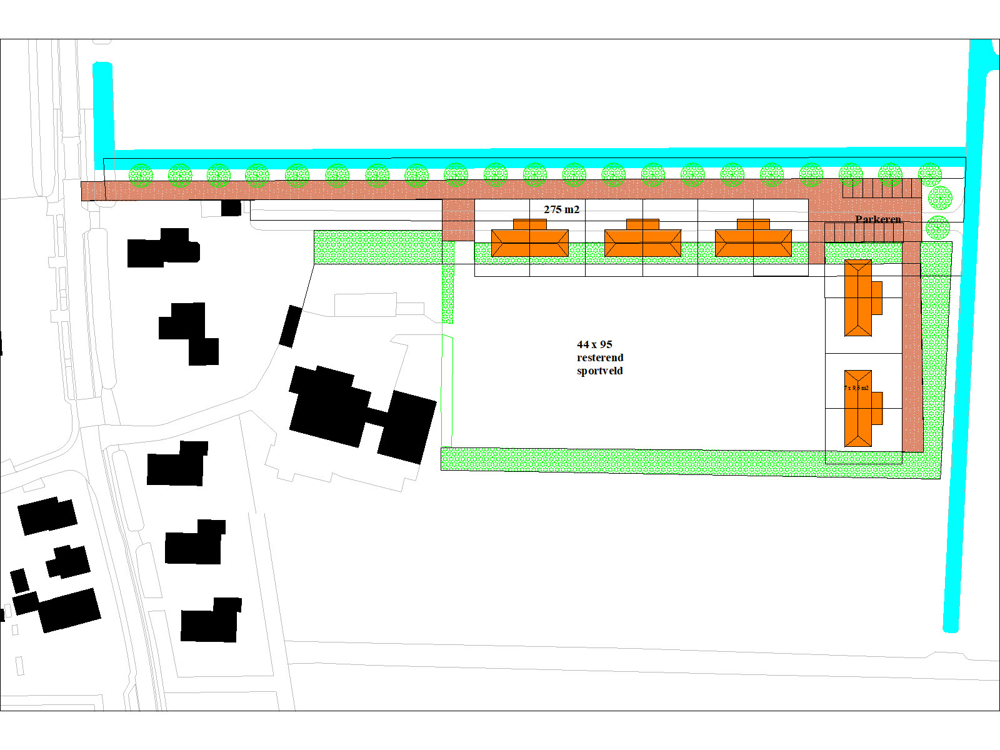 275 m2
Parkeren
44 x 95
resterend
sportveld
7 x 9,5 m2